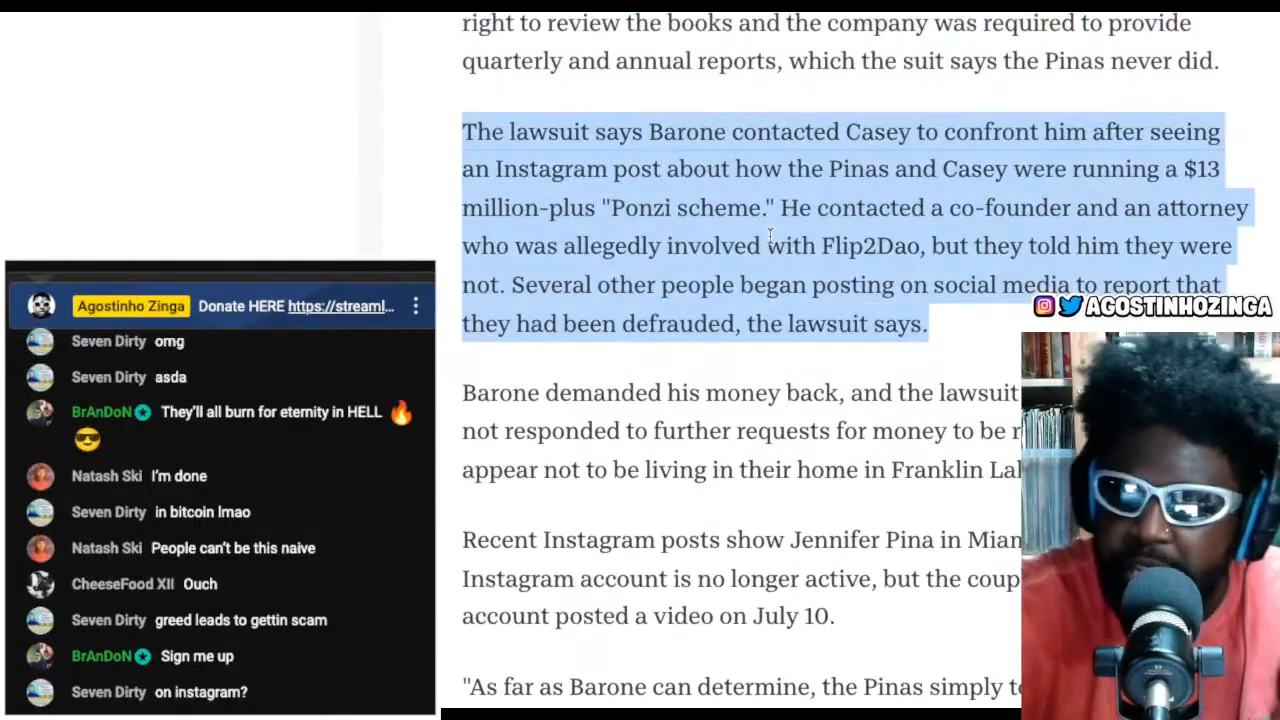 right to review the books and the company was required to provide
quarterly and annual reports, which the suit says the Pinas never did.
The lawsuit says Barone contacted Casey to confront him after seeing
an Instagram post about how the Pinas and Casey were running a $13
million-plus "Ponzi scheme." He contacted a co-founder and an attorney
who was allegedly involved with Flip2Dao, but they told him they were
not. Several other people began posting on social media to report that
they had been defrauded, the lawsuit says.
Barone demanded his money back, and the lawsuit
not responded to further requests for money to be
appear not to be living in their home in Franklin
Recent Instagram posts show Jennifer Pina in
Instagram account is no longer active, but the
account posted a video on July 10.
"As far as Barone can determine, the Pinas simply
Agostinho Zinga Donate HERE https://streaml...
Seven Dirty omg
Seven Dirty asda
BrAnDoN They'll all burn for eternity in HELL
Natash Ski I'm done
Seven Dirty in bitcoin lmao
Natash Ski People can't be this naive
CheeseFood XII Ouch
Seven Dirty greed leads to gettin scam
BrAnDoN Sign me up
Seven Dirty on instagram?
@AGOSTINHOZINGA